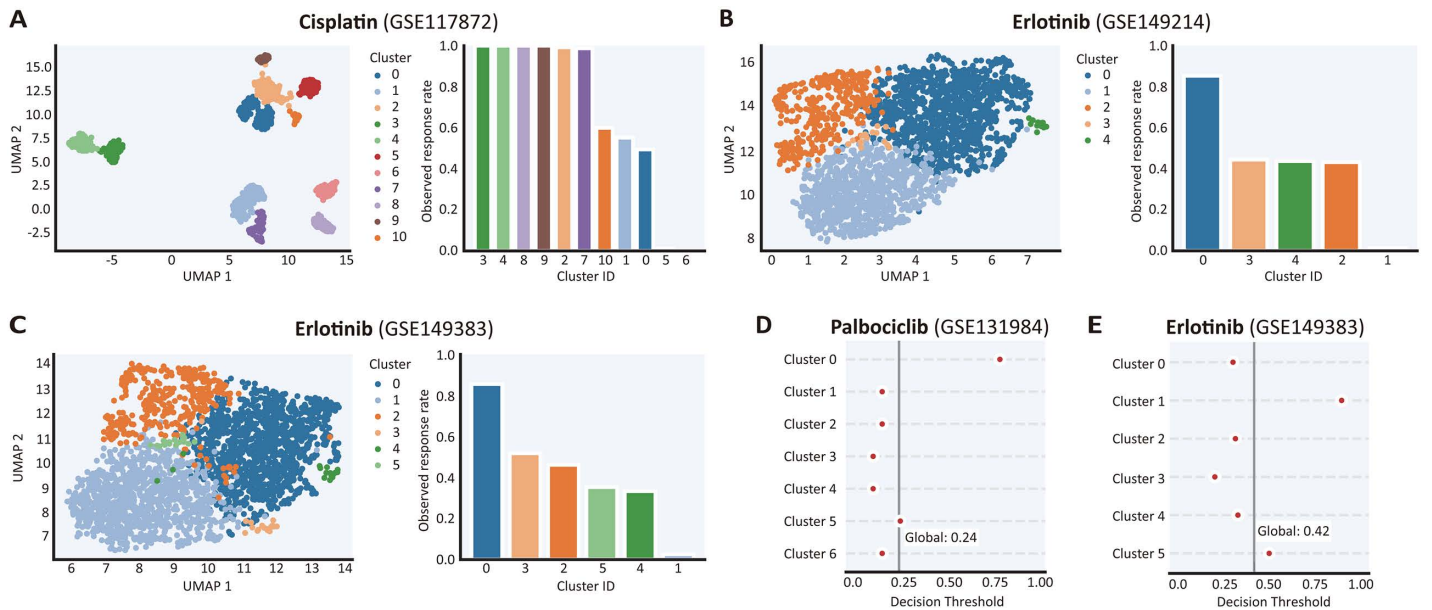 A
Cisplatin (GSE117872)
UMAP 2
15.0
12.5
10.0
7.5
5.0
2.5
0.0
-2.5
-5
5
10
15
UMAP 1
Cluster
0
1
2
3
4
5
6
7
8
9
10
Observed response rate
1.0
0.8
0.6
0.4
0.2
0.0
3 4 8 9 2 7 10 1 0 5 6
Cluster ID
B
Erlotinib (GSE149214)
UMAP 2
16
14
12
10
8
0 1 2 3 4 5 6 7
UMAP 1
Cluster
0
1
2
3
4
Observed response rate
1.0
0.8
0.6
0.4
0.2
0.0
0 3 4 2 1
Cluster ID
C
Erlotinib (GSE149383)
UMAP 2
14
13
12
11
10
9
8
7
6 7 8 9 10 11 12 13 14
UMAP 1
Cluster
0
1
2
3
4
5
Observed response rate
1.0
0.8
0.6
0.4
0.2
0.0
0 3 2 5 4 1
Cluster ID
D
Palbociclib (GSE131984)
Cluster 0
Cluster 1
Cluster 2
Cluster 3
Cluster 4
Cluster 5
Global: 0.24
Cluster 6
0.0 0.25 0.50 0.75 1.00
Decision Threshold
E
Erlotinib (GSE149383)
Cluster 0
Cluster 1
Cluster 2
Cluster 3
Cluster 4
Global: 0.42
Cluster 5
0.0 0.25 0.50 0.75 1.00
Decision Threshold